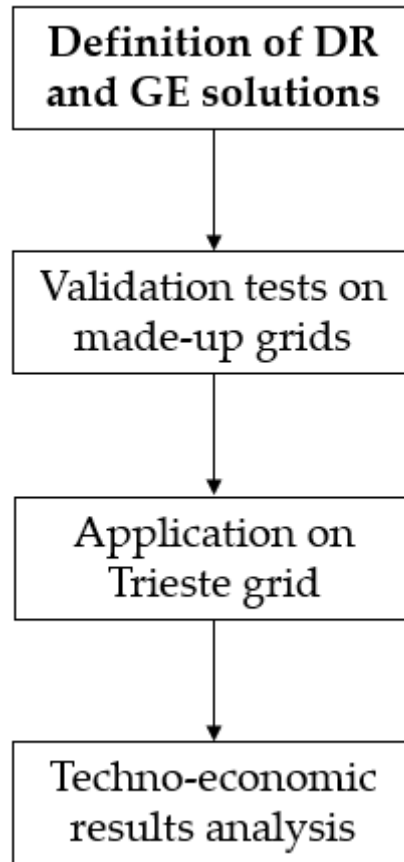 Definition of DR
and GE solutions
Validation tests on
made-up grids
Application on
Trieste grid
Techno-economic
results analysis